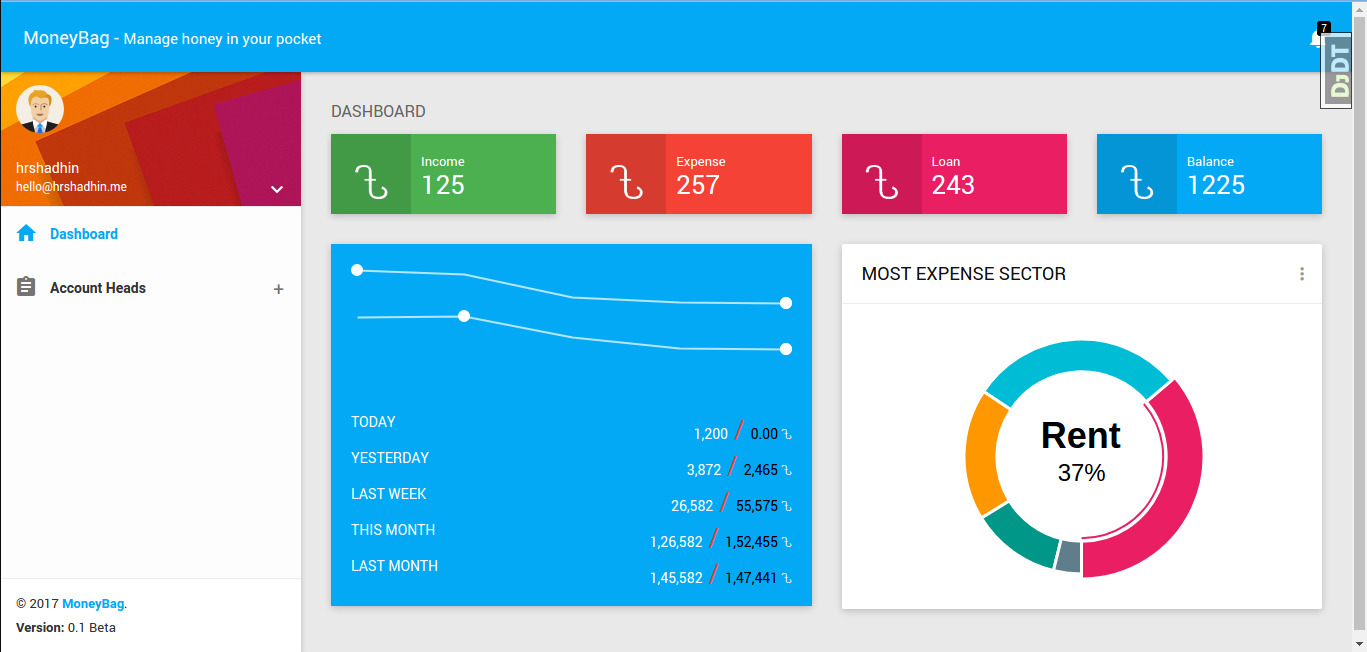 MoneyBag - Manage honey in your pocket
7
DjDT
hrshadhin
hello@hrshadhin.me
Dashboard
Account Heads
+
© 2017 MoneyBag.
Version: 0.1 Beta
DASHBOARD
৳
Income
125
৳
Expense
257
৳
Loan
243
৳
Balance
1225
TODAY
1,200 / 0.00 ৳
YESTERDAY
3,872 / 2,465 ৳
LAST WEEK
26,582 / 55,575 ৳
THIS MONTH
1,26,582 / 1,52,455 ৳
LAST MONTH
1,45,582 / 1,47,441 ৳
MOST EXPENSE SECTOR
Rent
37%